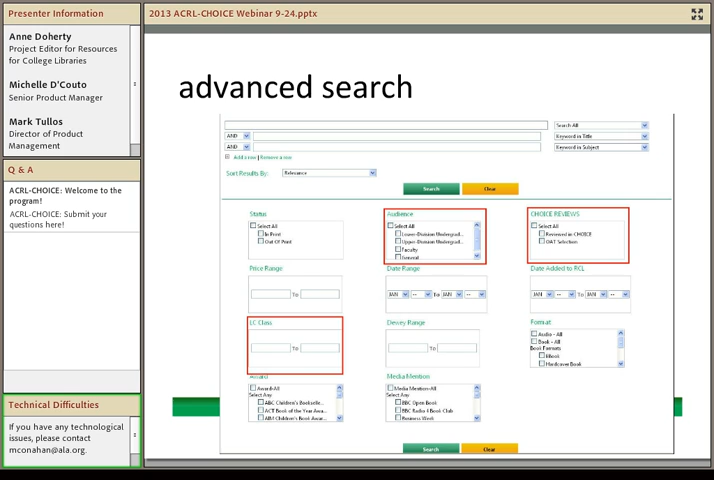 Presenter Information
Anne Doherty
Project Editor for Resources
for College Libraries
Michelle D'Couto
Senior Product Manager
Mark Tullos
Director of Product
Management
Q & A
ACRL-CHOICE: Welcome to the
program!
ACRL-CHOICE: Submit your
questions here!
Technical Difficulties
If you have any technological
issues, please contact
mconahan@ala.org.
2013 ACRL-CHOICE Webinar 9-24.pptx
advanced search
Search All
AND Keyword in Title
AND Keyword in Subject
Add a row | Remove a row
Sort Results By: Relevance
Search Clear
Status
Select All
In Print
Out Of Print
Audience
Select All
Lower-Division Undergrad...
Upper-Division Undergrad...
Faculty
General
CHOICE REVIEWS
Select All
Reviewed in CHOICE
OAT Selection
Price Range
To
Date Range
JAN -- to JAN --
Date Added to RCL
JAN -- To JAN --
LC Class
To
Dewey Range
To
Format
Audio - All
Book - All
Book Formats
EBook
Hardcover Book
Award
Award-All
Select Any
ABC Children's Bookselle...
ACT Book of the Year Awa...
AIM Children's Book Awar...
Media Mention
Media Mention-All
Select Any
BBC Open Book
BBC Radio 4 Book Club
Business Week
Search Clear